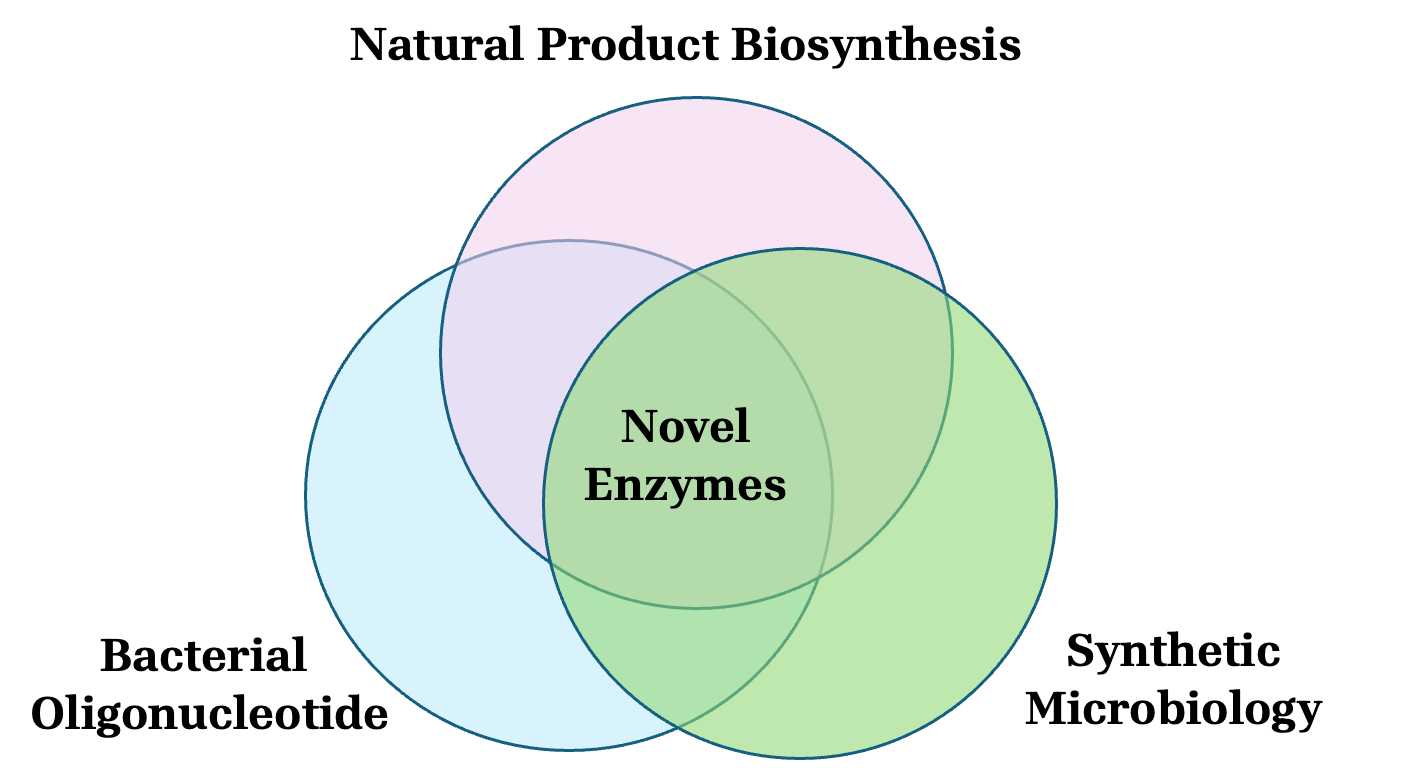 Natural Product Biosynthesis
Novel
Enzymes
Bacterial
Oligonucleotide
Synthetic
Microbiology